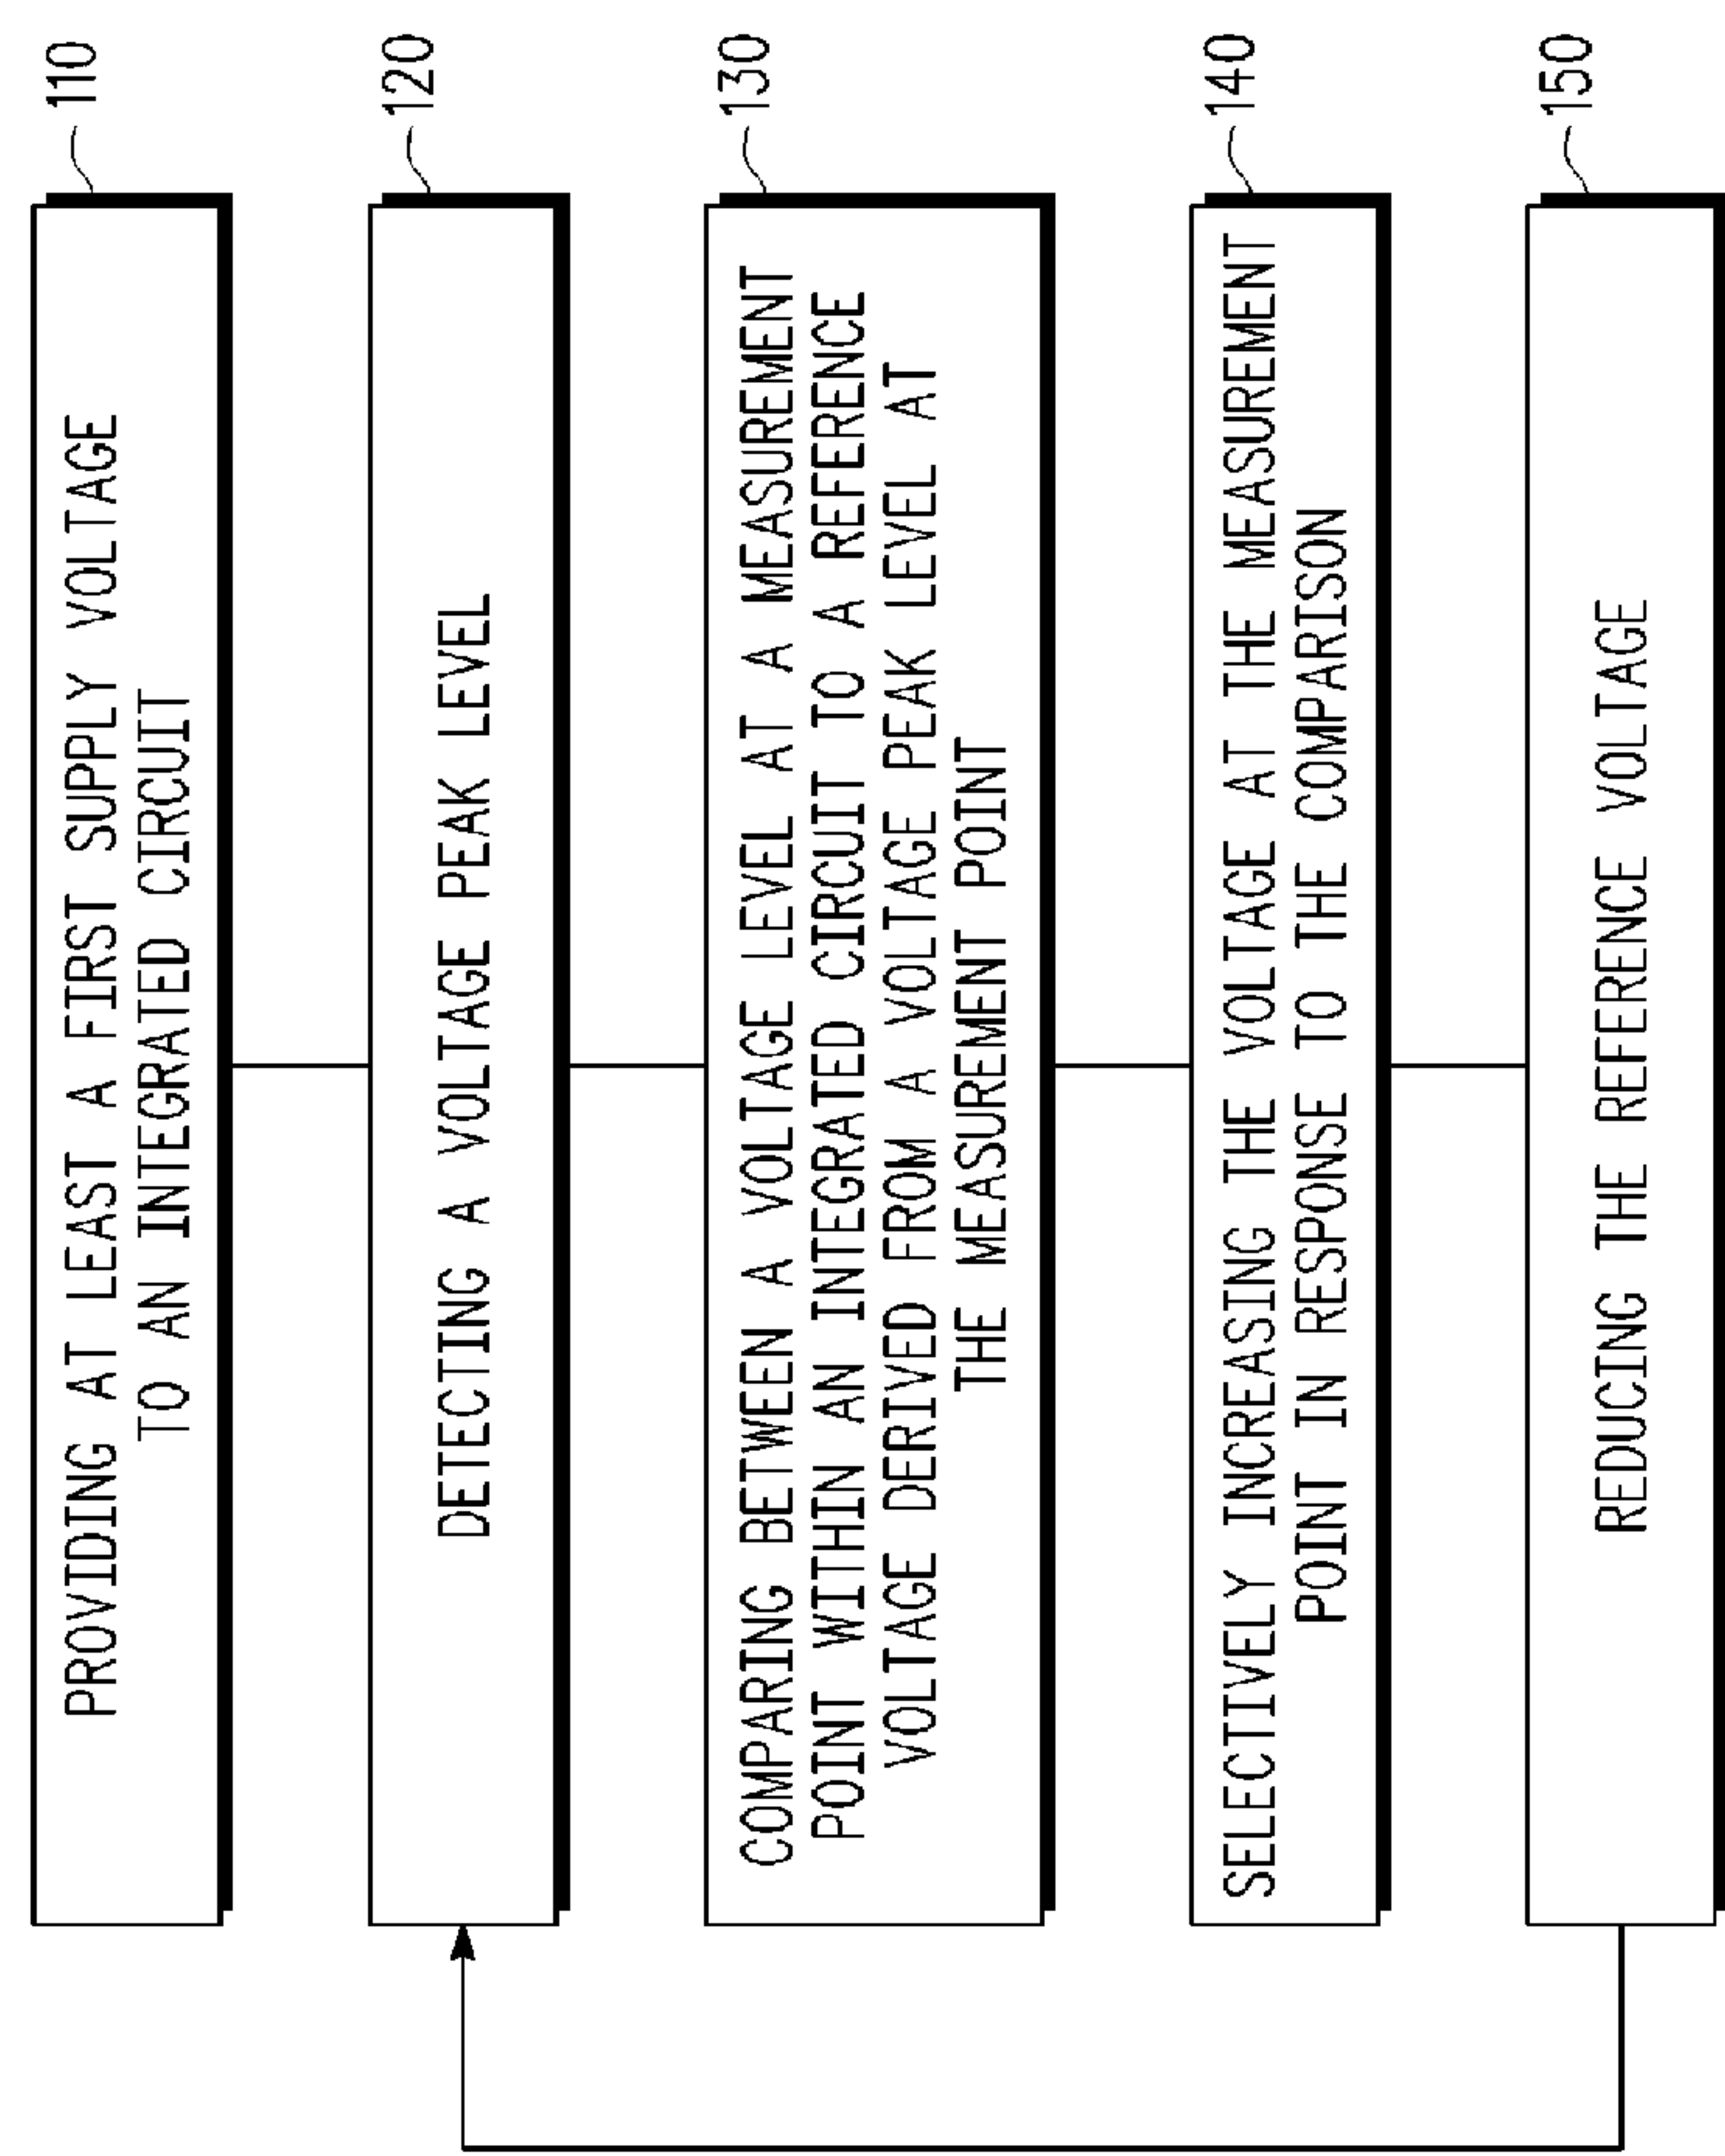 PROVIDING AT LEAST A FIRST SUPPLY VOLTAGE
TO AN INTEGRATED CIRCUIT
110
DETECTING A VOLTAGE PEAK LEVEL
120
COMPARING BETWEEN A VOLTAGE LEVEL AT A MEASUREMENT
POINT WITHIN AN INTEGRATED CIRCUIT TO A REFERENCE
VOLTAGE DERIVED FROM A VOLTAGE PEAK LEVEL AT
THE MEASUREMENT POINT
130
SELECTIVELY INCREASING THE VOLTAGE AT THE MEASUREMENT
POINT IN RESPONSE TO THE COMPARISON
140
REDUCING THE REFERENCE VOLTAGE
150